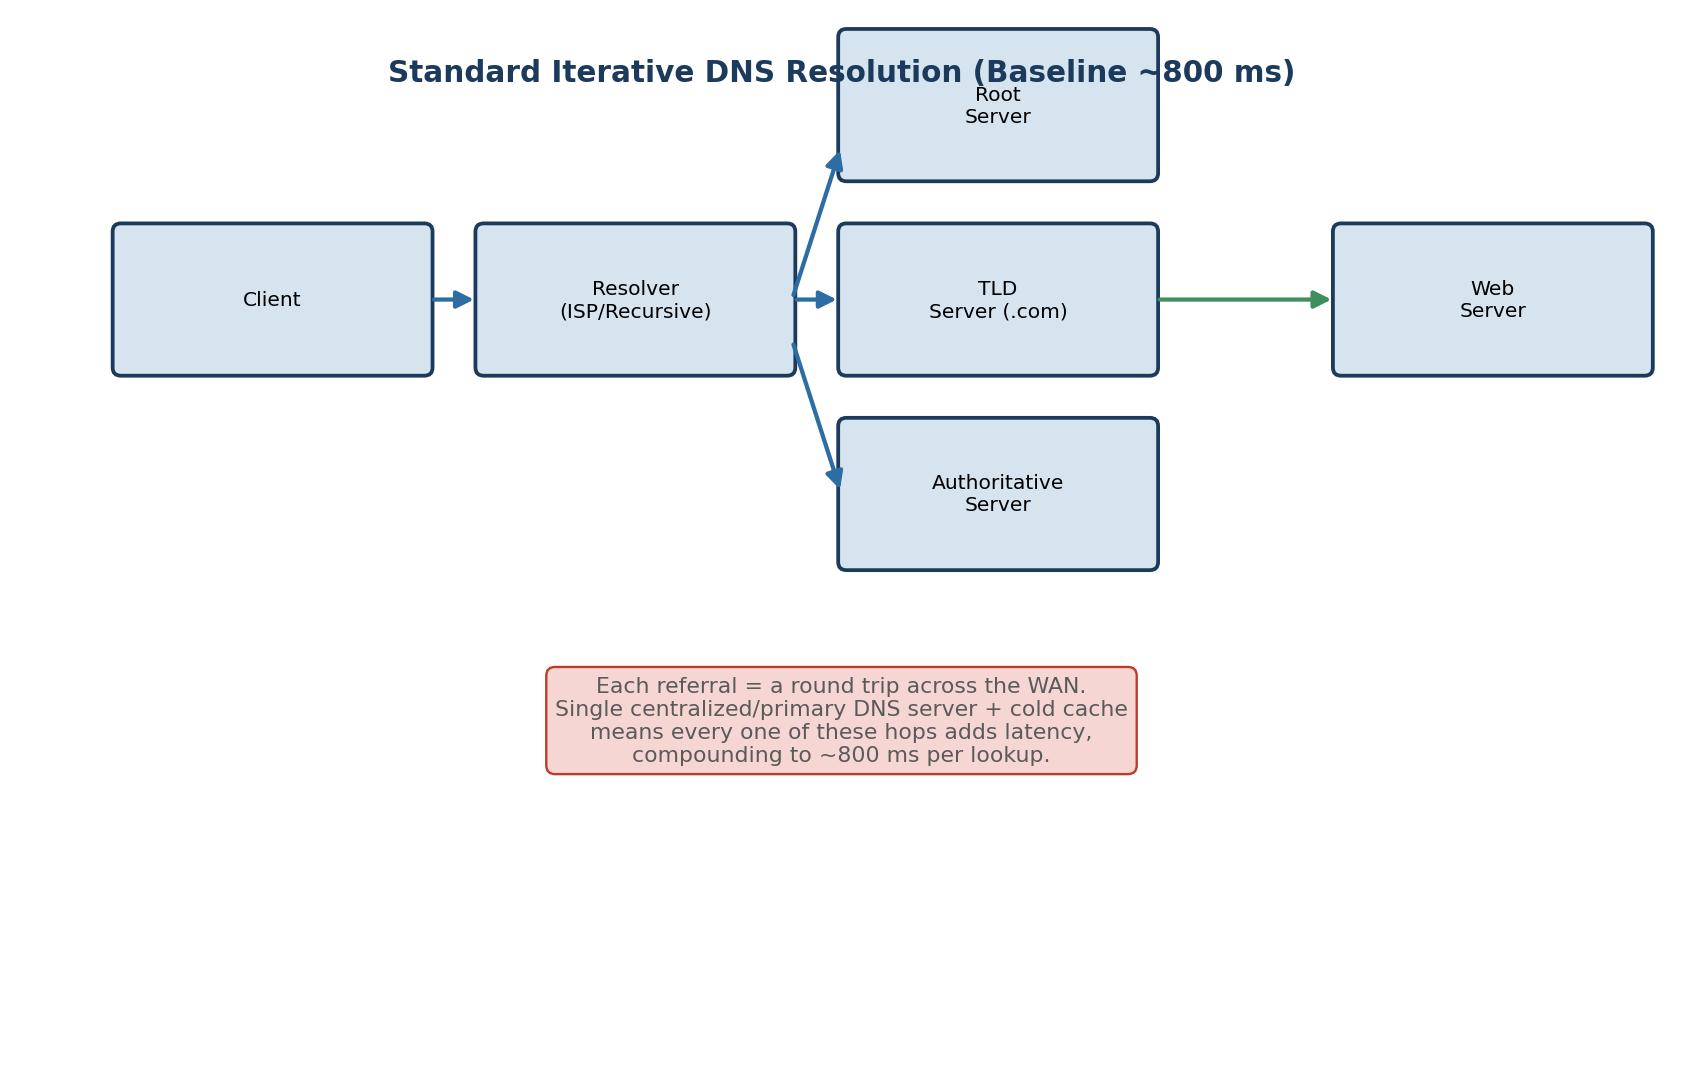 Standard Iterative DNS Resolution (Baseline ~800 ms)
Root
Server
Client
Resolver
(ISP/Recursive)
TLD
Server (.com)
Web
Server
Authoritative
Server
Each referral = a round trip across the WAN.
Single centralized/primary DNS server + cold cache
means every one of these hops adds latency,
compounding to ~800 ms per lookup.